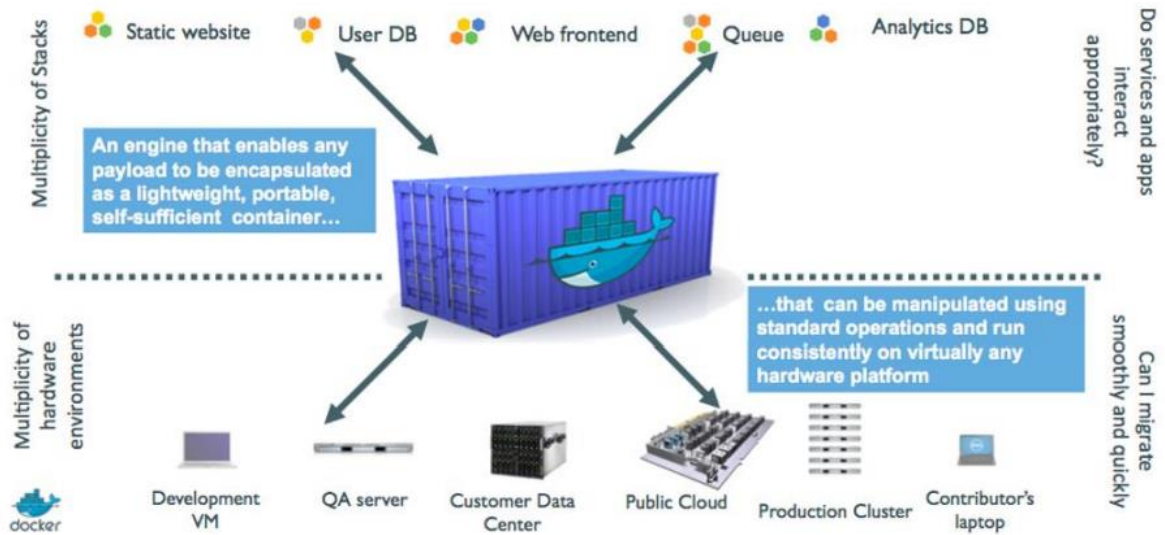 Static website
User DB
Web frontend
Queue
Analytics DB
Multiplicity of Stacks
Do services and apps
interact
appropriately?
An engine that enables any
payload to be encapsulated
as a lightweight, portable,
self-sufficient container…
…that can be manipulated using
standard operations and run
consistently on virtually any
hardware platform
Multiplicity of
hardware
environments
Can I migrate
smoothly and quickly
Development
VM
QA server
Customer Data
Center
Public Cloud
Production Cluster
Contributor's
laptop
docker